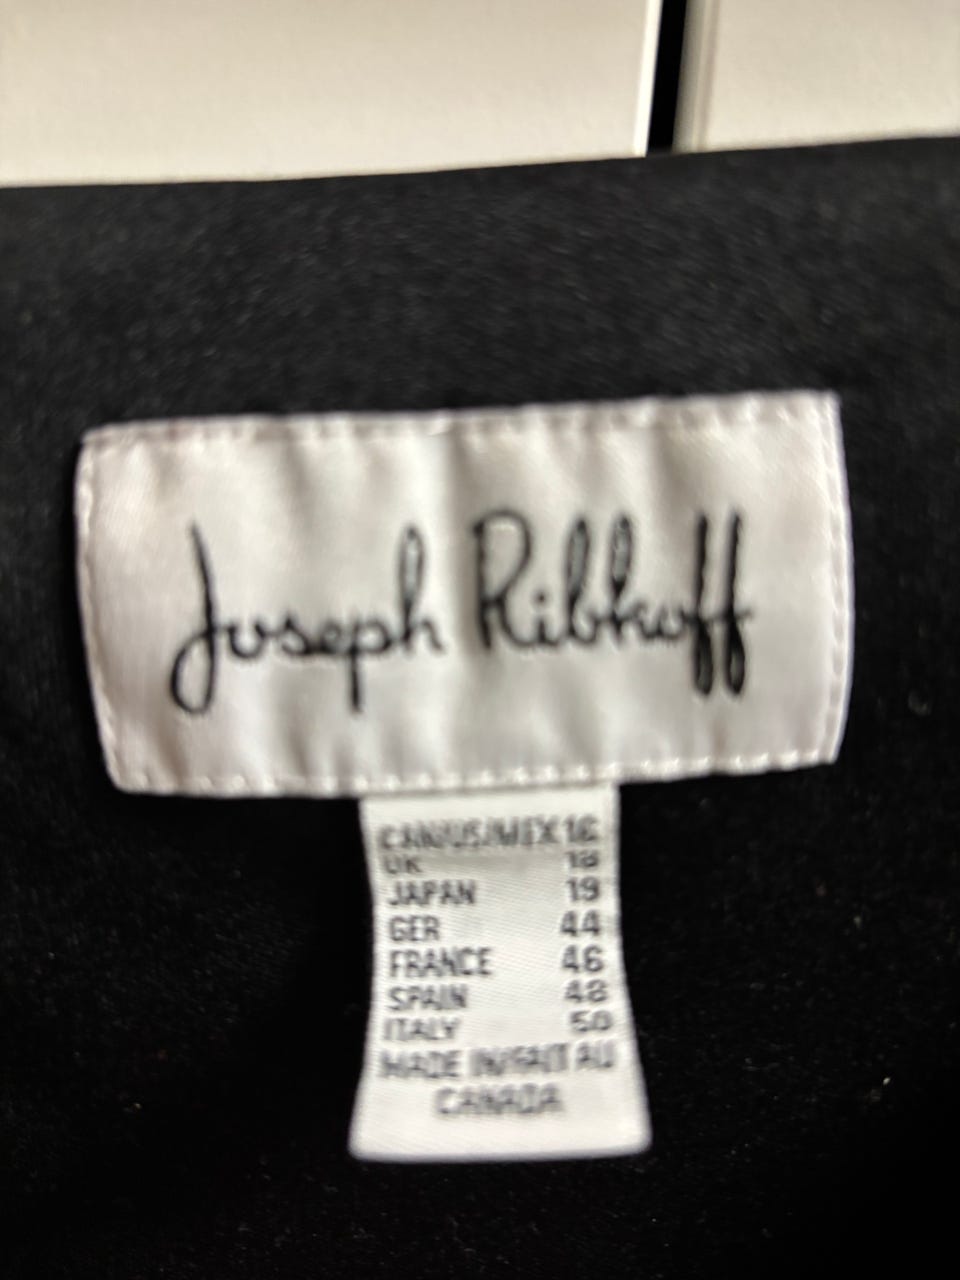 Joseph Ribkoff
CAN/US/MEX 16
UK 18
JAPAN 19
GER 44
FRANCE 46
SPAIN 48
ITALY 50
MADE IN/FAIT AU
CANADA